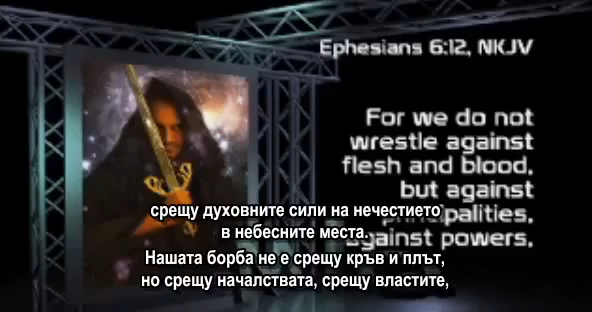 Ephesians 6:12, NKJV
For we do not
wrestle against
flesh and blood,
but against
principalities,
against powers,
срещу духовните сили на нечестието
в небесните места.
Нашата борба не е срещу кръв и плът,
но срещу началствата, срещу властите,